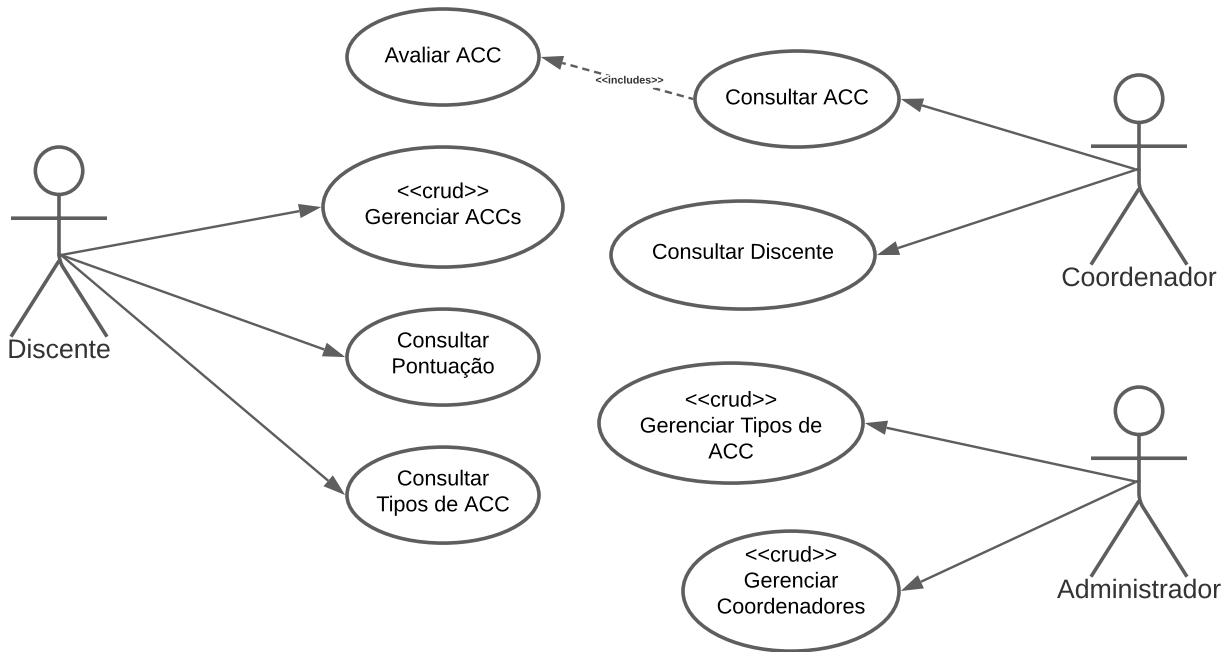 Avaliar ACC
<<includes>>
Consultar ACC
<<crud>>
Gerenciar ACCs
Consultar Discente
Coordenador
Discente
Consultar
Pontuação
<<crud>>
Gerenciar Tipos de
ACC
Consultar
Tipos de ACC
<<crud>>
Gerenciar
Coordenadores
Administrador